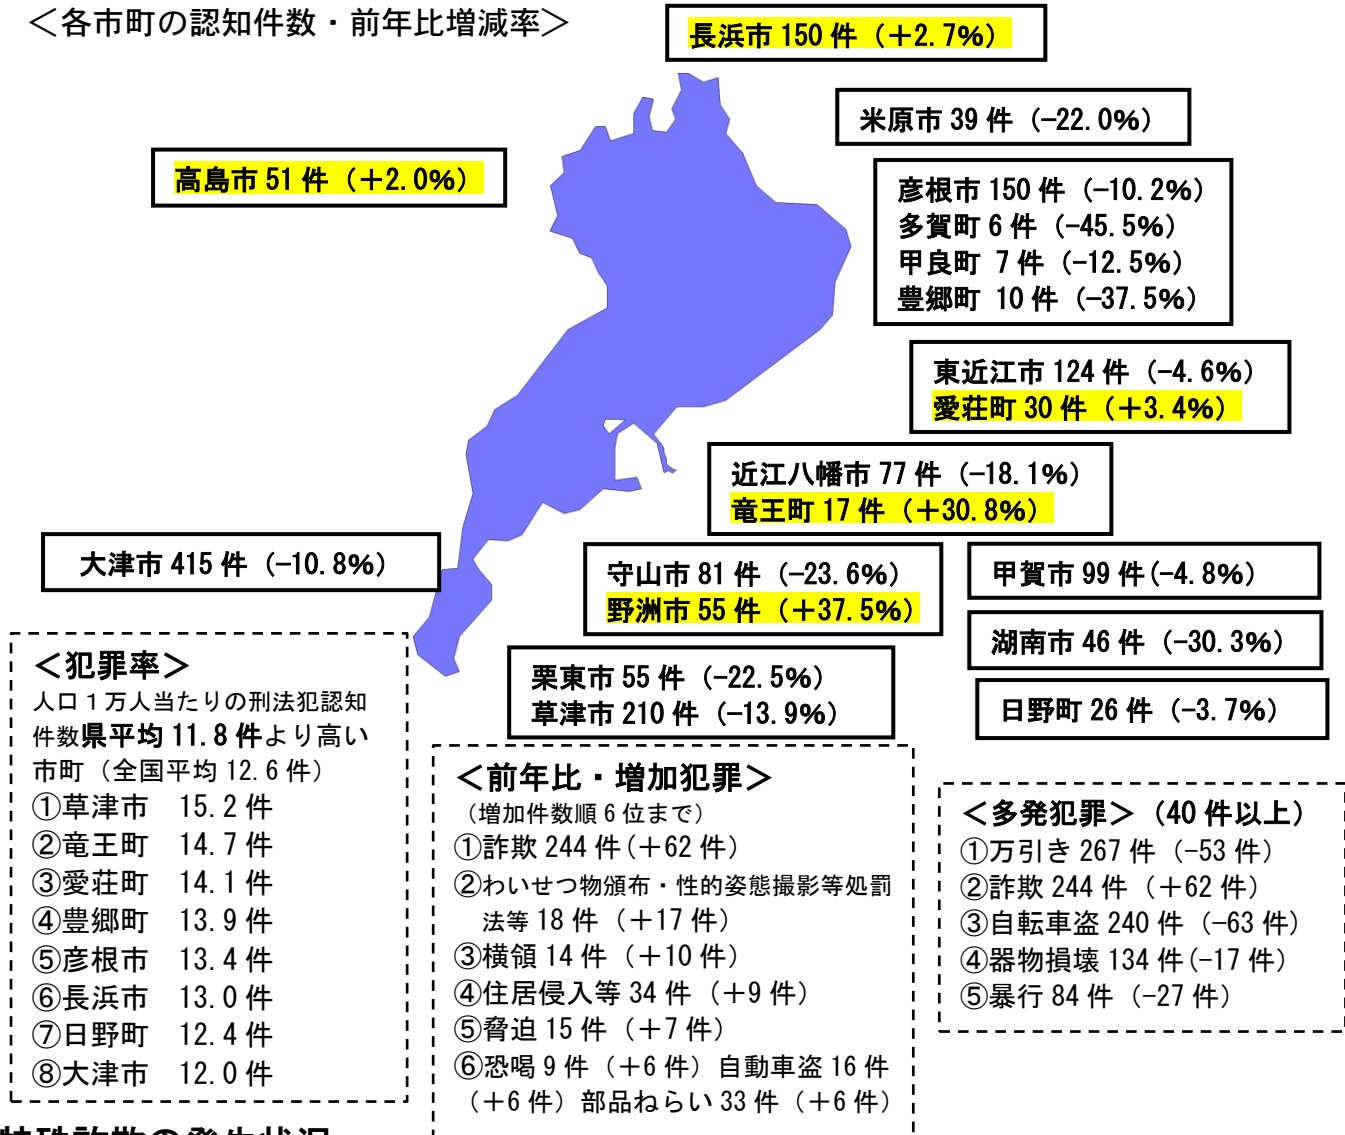 ＜各市町の認知件数・前年比増減率＞
長浜市 150 件（＋2.7%）
米原市 39 件（−22.0%）
高島市 51 件（＋2.0%）
彦根市 150 件（−10.2%）
多賀町 6 件（−45.5%）
甲良町 7 件（−12.5%）
豊郷町 10 件（−37.5%）
東近江市 124 件（−4.6%）
愛荘町 30 件（＋3.4%）
近江八幡市 77 件（−18.1%）
竜王町 17 件（＋30.8%）
大津市 415 件（−10.8%）
守山市 81 件（−23.6%）
野洲市 55 件（＋37.5%）
甲賀市 99 件(−4.8%）
湖南市 46 件（−30.3%）
栗東市 55 件（−22.5%）
草津市 210 件（−13.9%）
日野町 26 件（−3.7%）
＜犯罪率＞
人口１万人当たりの刑法犯認知
件数県平均 11.8 件より高い
市町（全国平均 12.6 件）
①草津市　15.2 件
②竜王町　14.7 件
③愛荘町　14.1 件
④豊郷町　13.9 件
⑤彦根市　13.4 件
⑥長浜市　13.0 件
⑦日野町　12.4 件
⑧大津市　12.0 件
＜前年比・増加犯罪＞
（増加件数順 6 位まで）
①詐欺 244 件(＋62 件）
②わいせつ物頒布・性的姿態撮影等処罰
法等 18 件（＋17 件）
③横領 14 件（＋10 件）
④住居侵入等 34 件（＋9 件）
⑤脅迫 15 件（＋7 件）
⑥恐喝 9 件（＋6 件）自動車盗 16 件
（＋6 件）部品ねらい 33 件（＋6 件）
＜多発犯罪＞（40 件以上）
①万引き 267 件（−53 件）
②詐欺 244 件（＋62 件）
③自転車盗 240 件（−63 件）
④器物損壊 134 件(−17 件）
⑤暴行 84 件（−27 件）